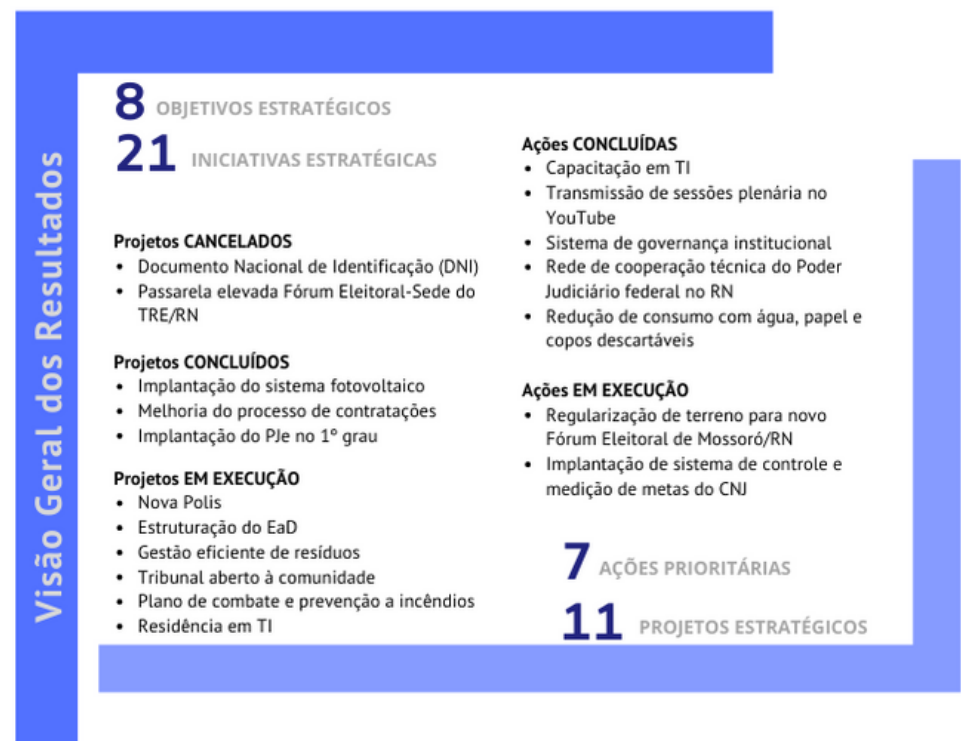 Visão Geral dos Resultados
8 OBJETIVOS ESTRATÉGICOS
21 INICIATIVAS ESTRATÉGICAS
Projetos CANCELADOS
• Documento Nacional de Identificação (DNI)
• Passarela elevada Fórum Eleitoral-Sede do
TRE/RN
Projetos CONCLUÍDOS
• Implantação do sistema fotovoltaico
• Melhoria do processo de contratações
• Implantação do PJe no 1º grau
Projetos EM EXECUÇÃO
• Nova Polis
• Estruturação do EaD
• Gestão eficiente de resíduos
• Tribunal aberto à comunidade
• Plano de combate e prevenção a incêndios
• Residência em TI
Ações CONCLUÍDAS
• Capacitação em TI
• Transmissão de sessões plenária no
YouTube
• Sistema de governança institucional
• Rede de cooperação técnica do Poder
Judiciário federal no RN
• Redução de consumo com água, papel e
copos descartáveis
Ações EM EXECUÇÃO
• Regularização de terreno para novo
Fórum Eleitoral de Mossoró/RN
• Implantação de sistema de controle e
medição de metas do CNJ
7 AÇÕES PRIORITÁRIAS
11 PROJETOS ESTRATÉGICOS